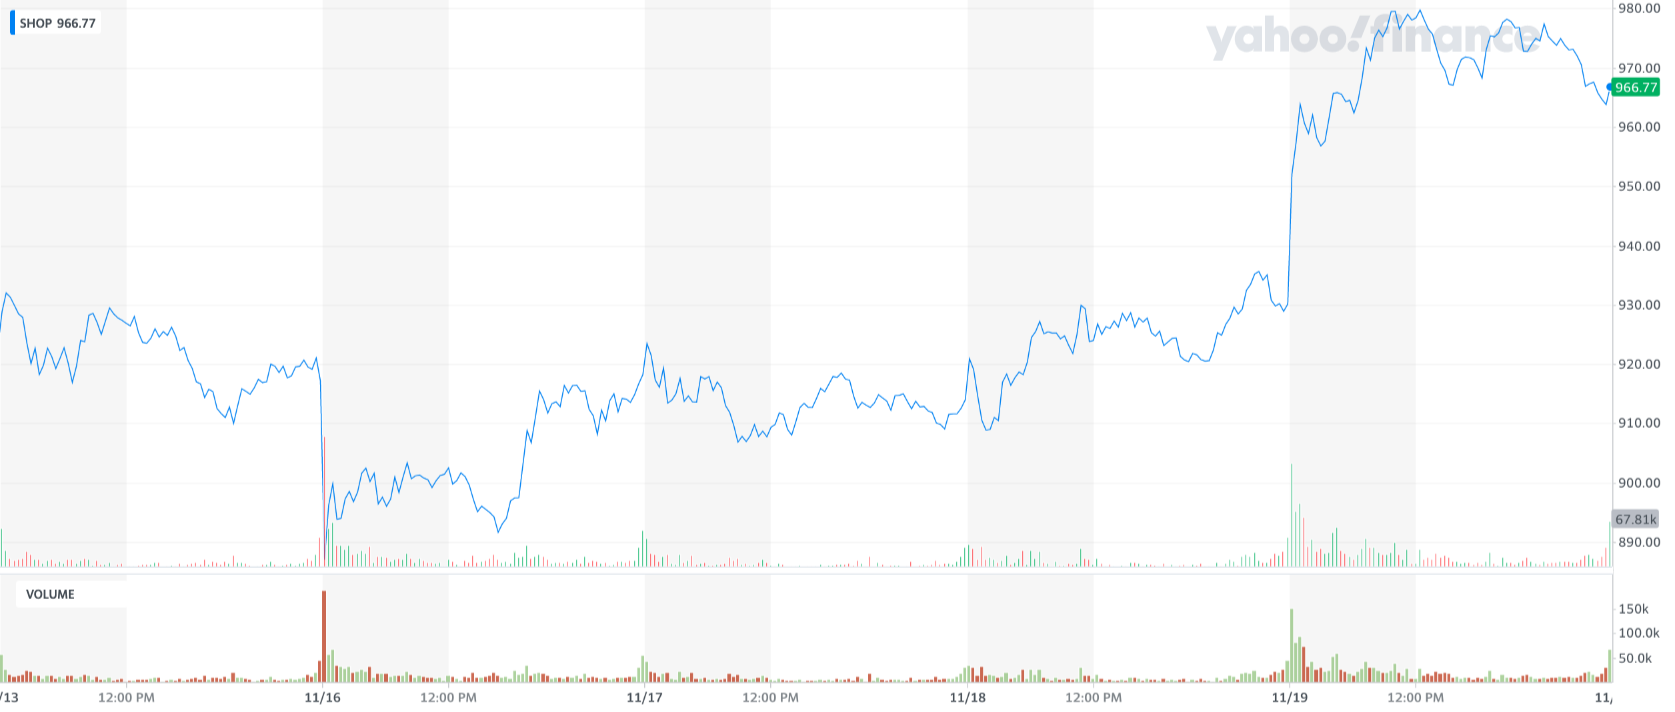 SHOP 966.77
yahoo!finance
980.00
970.00
966.77
960.00
950.00
940.00
930.00
920.00
910.00
900.00
67.81k
890.00
VOLUME
150k
100.0k
50.0k
/13 12:00 PM 11/16 12:00 PM 11/17 12:00 PM 11/18 12:00 PM 11/19 12:00 PM 11/